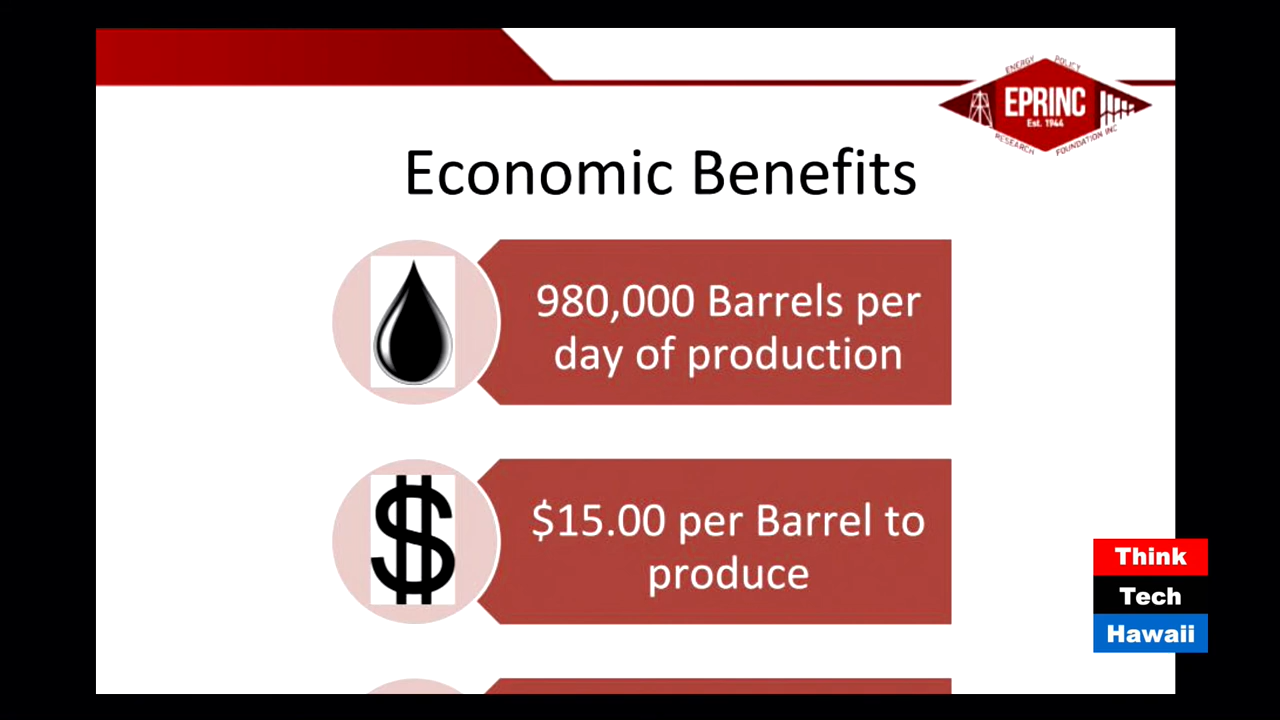 ENERGY POLICY
EPRINC
Est. 1944
RESEARCH FOUNDATION INC
Economic Benefits
980,000 Barrels per
day of production
$
$15.00 per Barrel to
produce
Think
Tech
Hawaii